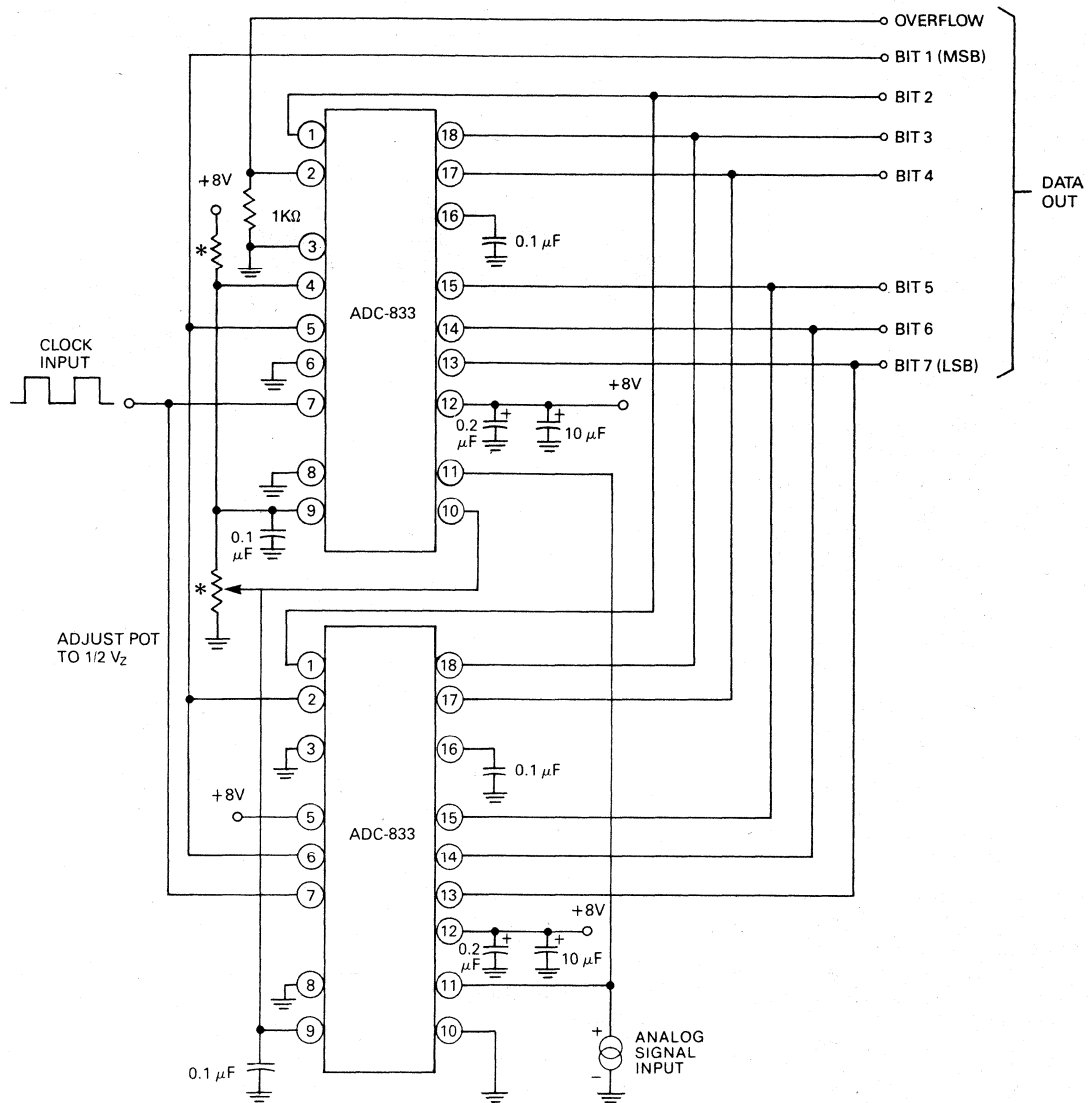 OVERFLOW
BIT 1 (MSB)
BIT 2
1
18
BIT 3
+8V
2
17
BIT 4
DATA
OUT
*
1KΩ
16
0.1 μF
3
4
15
BIT 5
ADC-833
5
14
BIT 6
CLOCK
INPUT
6
13
BIT 7 (LSB)
+8V
7
12
+
+
0.2
μF
10 μF
8
11
9
10
0.1
μF
*
ADJUST POT
TO 1/2 VZ
1
18
2
17
3
16
0.1 μF
+8V
5
15
ADC-833
6
14
7
13
+8V
12
+
+
0.2
μF
10 μF
8
11
9
10
+
ANALOG
SIGNAL
INPUT
−
0.1 μF